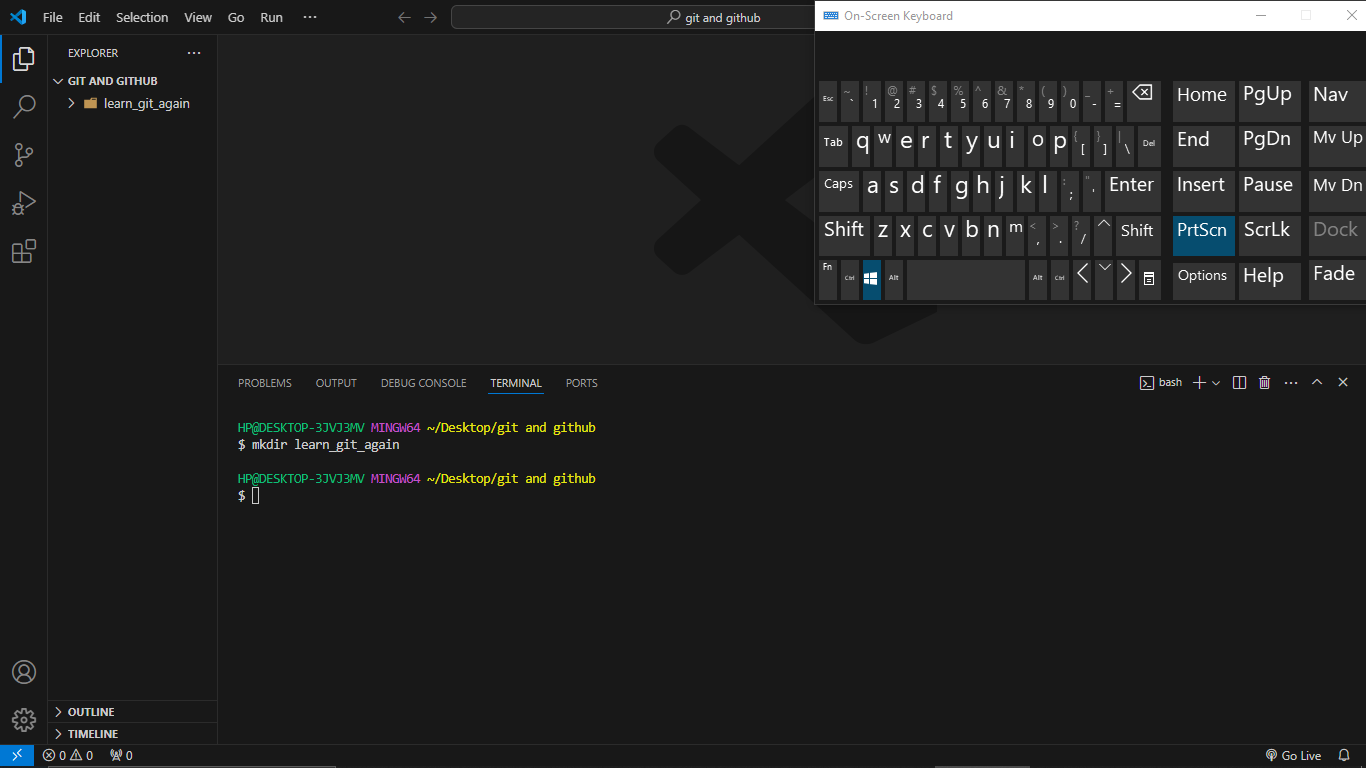 File Edit Selection View Go Run ···
git and github
On-Screen Keyboard
EXPLORER ···
GIT AND GITHUB
learn_git_again
Esc ~ ` ! 1 @ 2 # 3 $ 4 % 5 ^ 6 & 7 * 8 ( 9 ) 0 _ - + = Home PgUp Nav
Tab q w e r t y u i o p { [ } ] | \ Del End PgDn Mv Up
Caps a s d f g h j k l : ; " ' Enter Insert Pause Mv Dn
Shift z x c v b n m < , > . ? / ^ Shift PrtScn ScrLk Dock
Fn Ctrl Alt Alt Ctrl Options Help Fade
PROBLEMS OUTPUT DEBUG CONSOLE TERMINAL PORTS bash
HP@DESKTOP-3JVJ3MV MINGW64 ~/Desktop/git and github
$ mkdir learn_git_again
HP@DESKTOP-3JVJ3MV MINGW64 ~/Desktop/git and github
$
OUTLINE
TIMELINE
0 0 0 Go Live